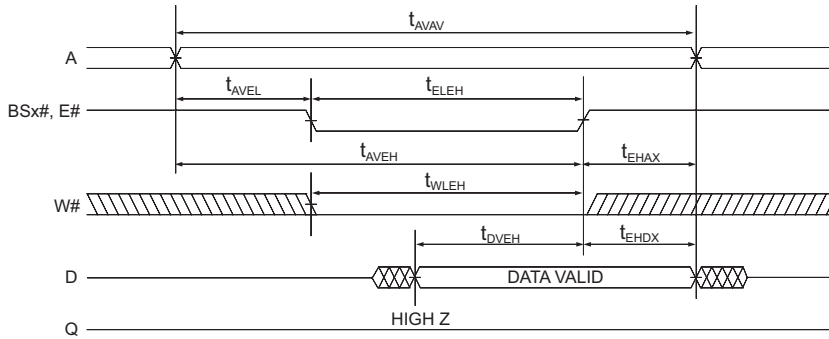 tAVAV
A
tAVEL
tELEH
BSx#, E#
tAVEH
tEHAX
tWLEH
W#
tDVEH
tEHDX
D
DATA VALID
HIGH Z
Q